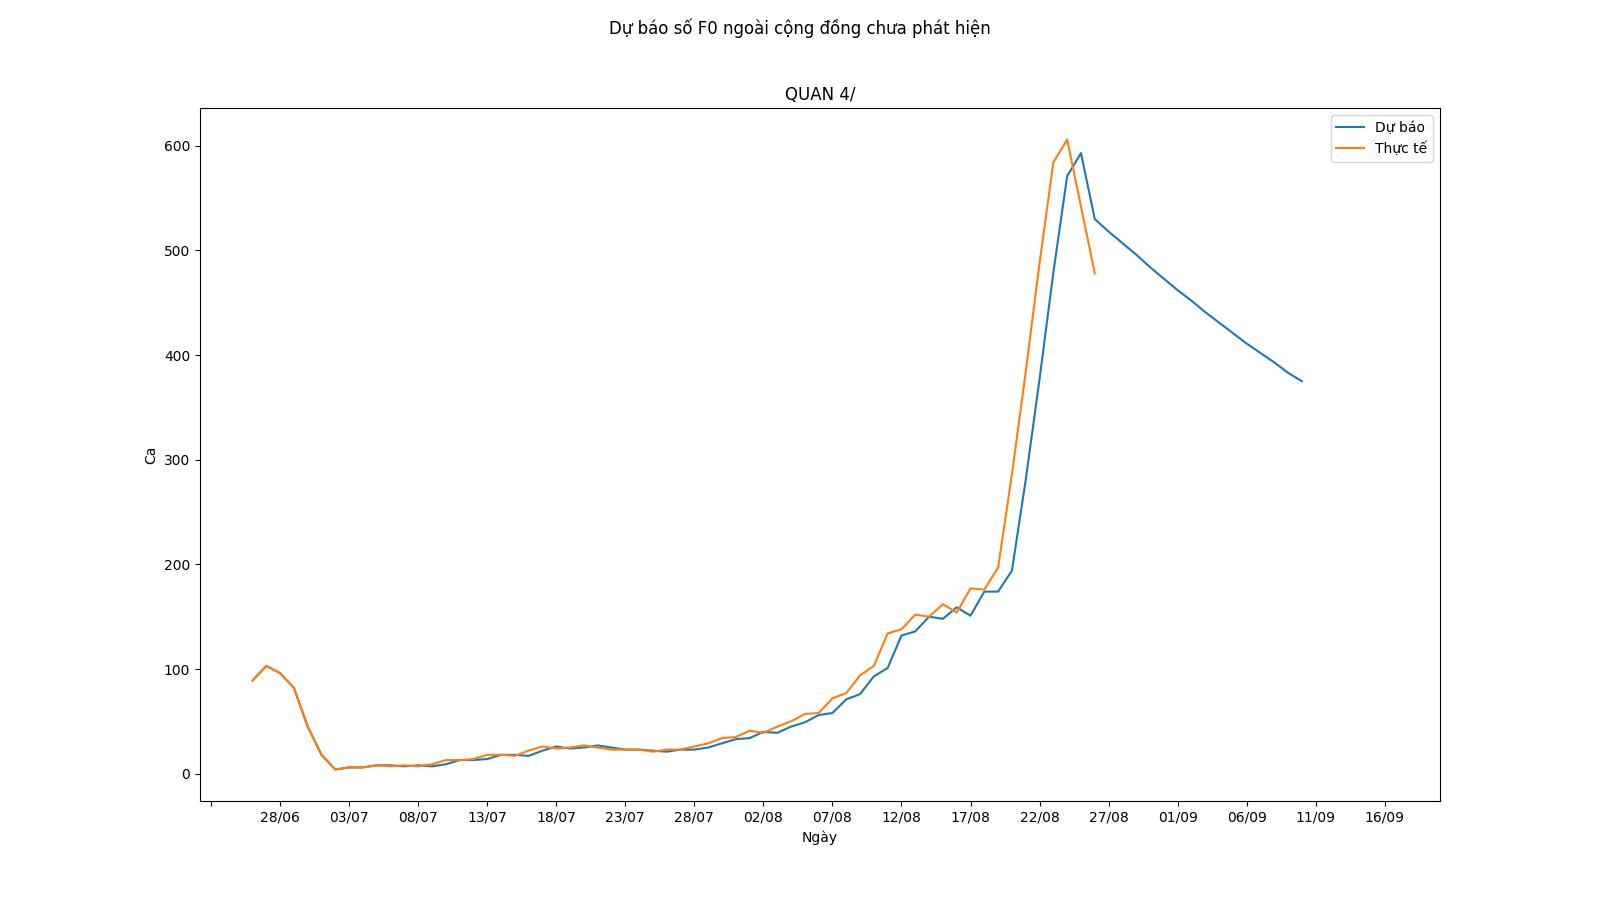 Dự báo số F0 ngoài cộng đồng chưa phát hiện
QUAN 4/
Dự báo
Thực tế
600
500
400
300
200
100
0
Ca
28/06 03/07 08/07 13/07 18/07 23/07 28/07 02/08 07/08 12/08 17/08 22/08 27/08 01/09 06/09 11/09 16/09
Ngày